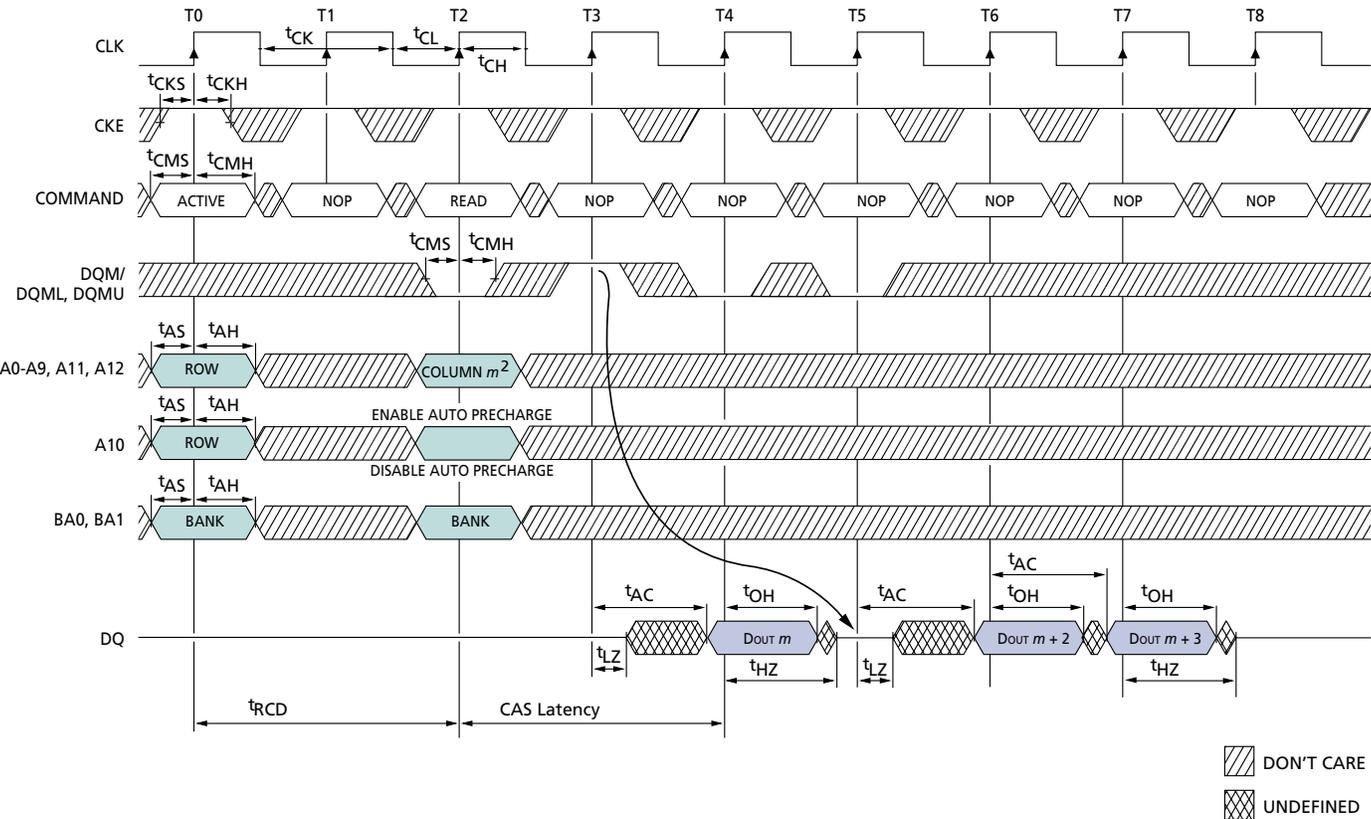 T0 T1 T2 T3 T4 T5 T6 T7 T8
CLK
tCK tCL
tCH
tCKS tCKH
CKE
tCMS tCMH
COMMAND ACTIVE NOP READ NOP NOP NOP NOP NOP NOP
tCMS tCMH
DQM/
DQML, DQMU
tAS tAH
A0-A9, A11, A12 ROW COLUMN m2
tAS tAH
ENABLE AUTO PRECHARGE
A10 ROW
DISABLE AUTO PRECHARGE
tAS tAH
BA0, BA1 BANK BANK
tAC
tAC tOH tAC tOH tOH
DQ DOUT m DOUT m + 2 DOUT m + 3
tLZ tHZ tLZ tHZ
tRCD CAS Latency
DON'T CARE
UNDEFINED